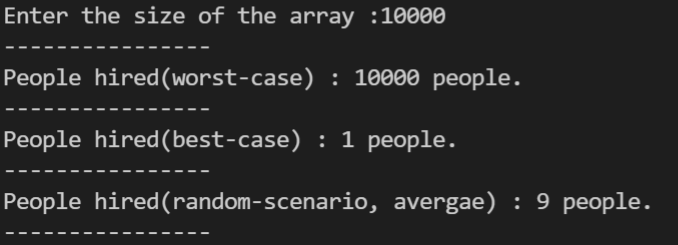 Enter the size of the array :10000
----------------
People hired(worst-case) : 10000 people.
----------------
People hired(best-case) : 1 people.
----------------
People hired(random-scenario, avergae) : 9 people.
----------------